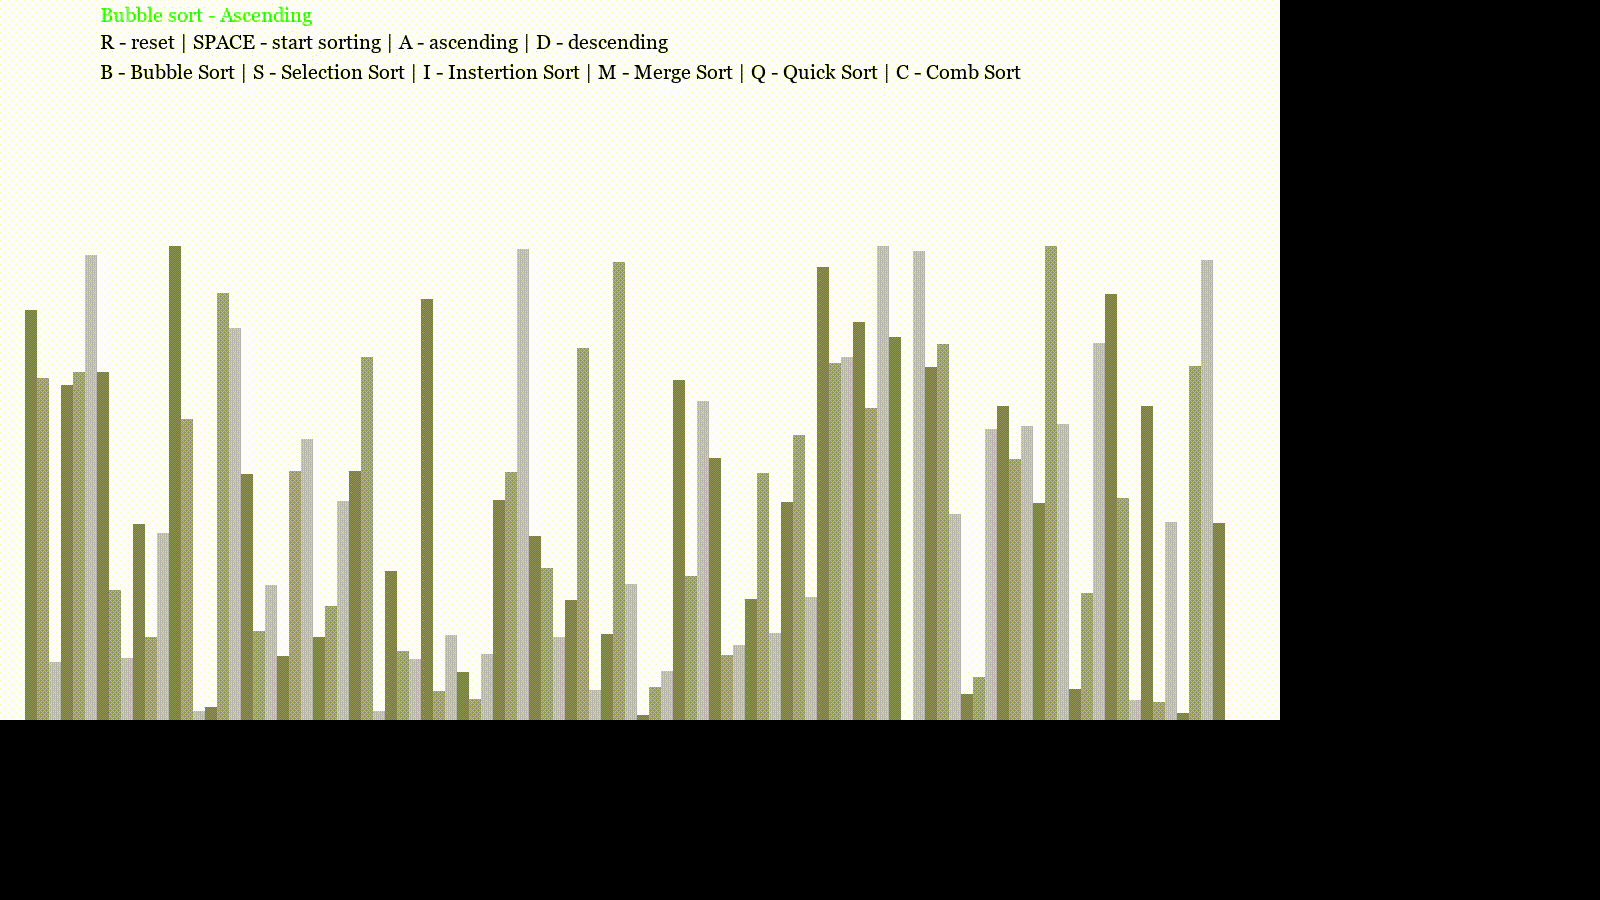 Bubble sort - Ascending
R - reset | SPACE - start sorting | A - ascending | D - descending
B - Bubble Sort | S - Selection Sort | I - Instertion Sort | M - Merge Sort | Q - Quick Sort | C - Comb Sort